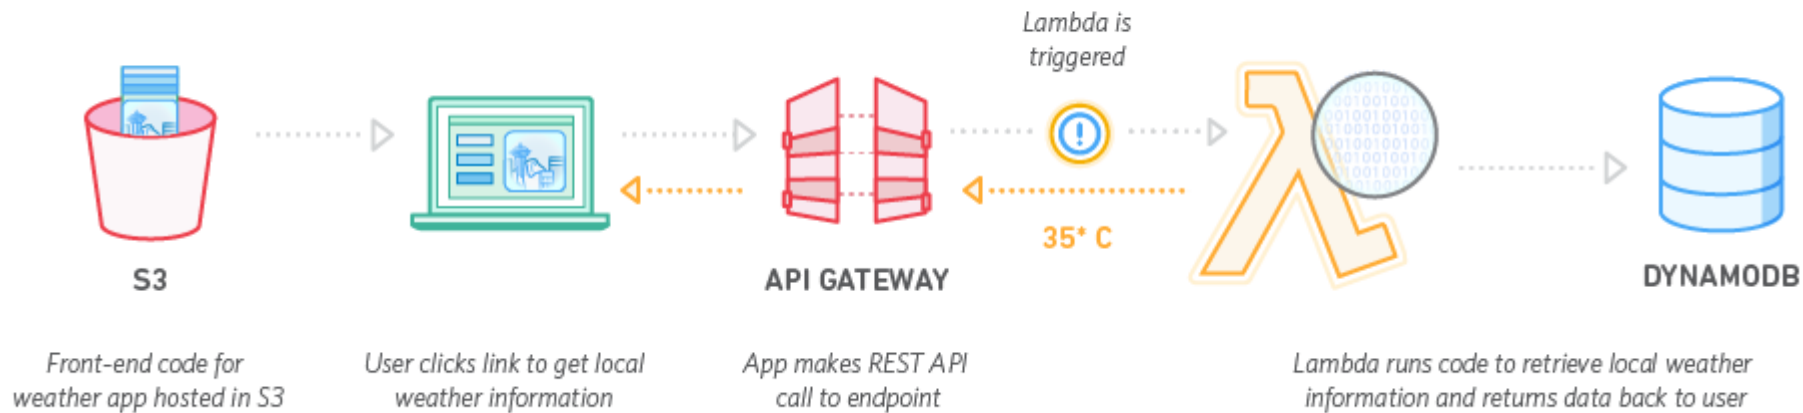 Lambda is
triggered
35* C
S3
API GATEWAY
DYNAMODB
Front-end code for
weather app hosted in S3
User clicks link to get local
weather information
App makes REST API
call to endpoint
Lambda runs code to retrieve local weather
information and returns data back to user